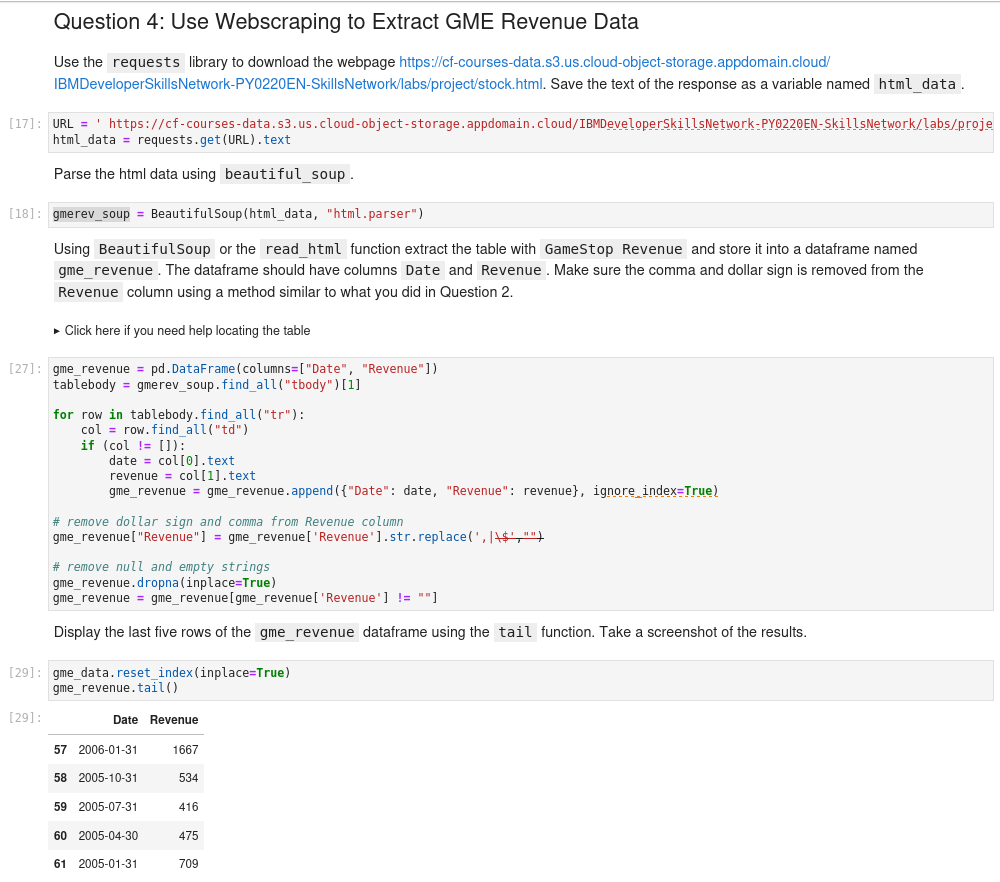 Question 4: Use Webscraping to Extract GME Revenue Data
Use the requests library to download the webpage https://cf-courses-data.s3.us.cloud-object-storage.appdomain.cloud/
IBMDeveloperSkillsNetwork-PY0220EN-SkillsNetwork/labs/project/stock.html. Save the text of the response as a variable named html_data.
[17]: URL = ' https://cf-courses-data.s3.us.cloud-object-storage.appdomain.cloud/IBMDeveloperSkillsNetwork-PY0220EN-SkillsNetwork/labs/proje
html_data = requests.get(URL).text
Parse the html data using beautiful_soup.
[18]: gmerev_soup = BeautifulSoup(html_data, "html.parser")
Using BeautifulSoup or the read_html function extract the table with GameStop Revenue and store it into a dataframe named
gme_revenue. The dataframe should have columns Date and Revenue. Make sure the comma and dollar sign is removed from the
Revenue column using a method similar to what you did in Question 2.
▸ Click here if you need help locating the table
[27]: gme_revenue = pd.DataFrame(columns=["Date", "Revenue"])
tablebody = gmerev_soup.find_all("tbody")[1]
for row in tablebody.find_all("tr"):
    col = row.find_all("td")
    if (col != []):
        date = col[0].text
        revenue = col[1].text
        gme_revenue = gme_revenue.append({"Date": date, "Revenue": revenue}, ignore_index=True)
# remove dollar sign and comma from Revenue column
gme_revenue["Revenue"] = gme_revenue['Revenue'].str.replace(',|\$',"")
# remove null and empty strings
gme_revenue.dropna(inplace=True)
gme_revenue = gme_revenue[gme_revenue['Revenue'] != ""]
Display the last five rows of the gme_revenue dataframe using the tail function. Take a screenshot of the results.
[29]: gme_data.reset_index(inplace=True)
gme_revenue.tail()
[29]: Date Revenue
57 2006-01-31 1667
58 2005-10-31 534
59 2005-07-31 416
60 2005-04-30 475
61 2005-01-31 709